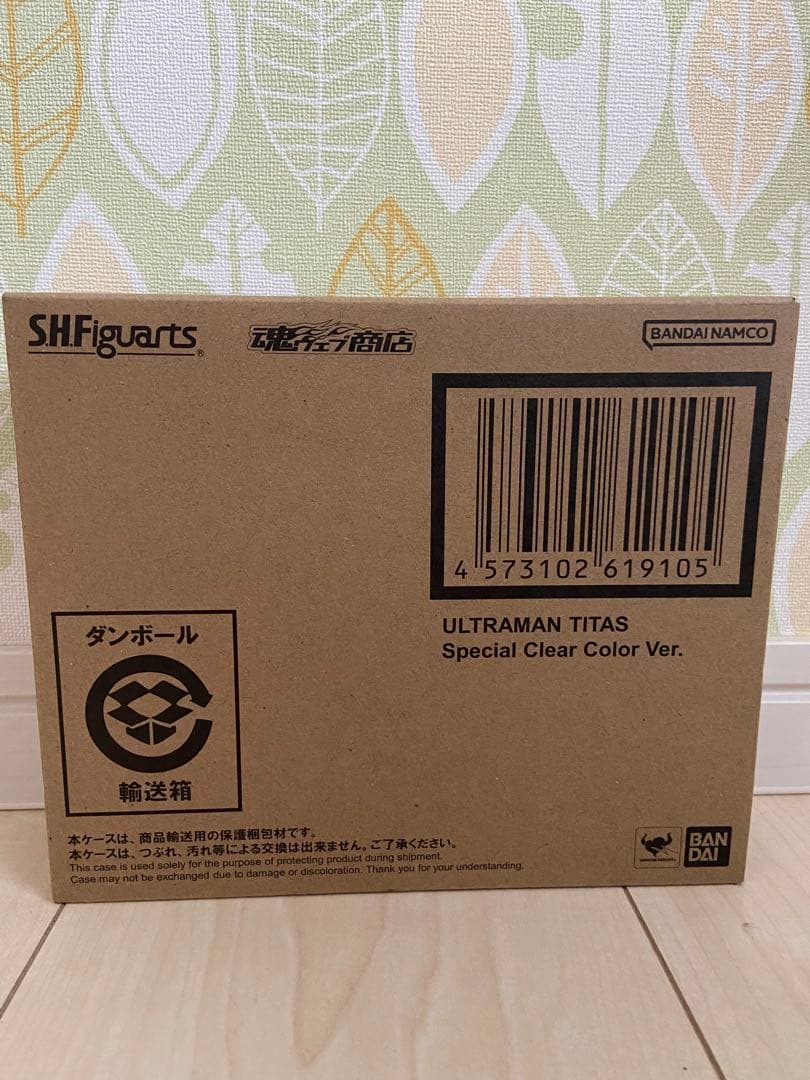 S.H.Figuarts®
魂ウェブ商店
BANDAI NAMCO
4 573102 619105
ULTRAMAN TITAS
Special Clear Color Ver.
ダンボール
輸送箱
本ケースは、商品輸送用の保護梱包材です。
本ケースは、つぶれ、汚れ等による交換は出来ません。ご了承ください。
This case is used solely for the purpose of protecting product during shipment.
Case may not be exchanged due to damage or discoloration. Thank you for your understanding.
BAN
DAI